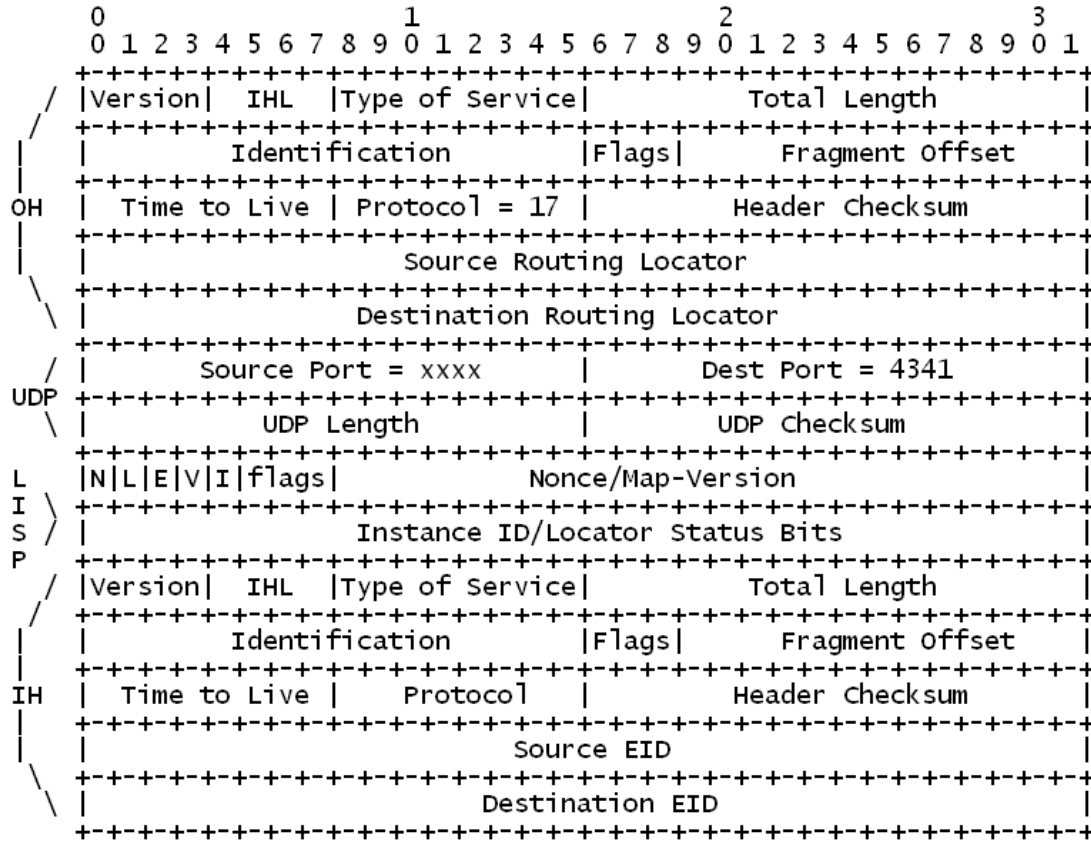 0                   1                   2                   3
        0 1 2 3 4 5 6 7 8 9 0 1 2 3 4 5 6 7 8 9 0 1 2 3 4 5 6 7 8 9 0 1
       +-+-+-+-+-+-+-+-+-+-+-+-+-+-+-+-+-+-+-+-+-+-+-+-+-+-+-+-+-+-+-+-+
     / |Version|  IHL  |Type of Service|          Total Length         |
    /  +-+-+-+-+-+-+-+-+-+-+-+-+-+-+-+-+-+-+-+-+-+-+-+-+-+-+-+-+-+-+-+-+
   |   |         Identification        |Flags|      Fragment Offset    |
   |   +-+-+-+-+-+-+-+-+-+-+-+-+-+-+-+-+-+-+-+-+-+-+-+-+-+-+-+-+-+-+-+-+
   OH  |  Time to Live | Protocol = 17 |         Header Checksum       |
   |   +-+-+-+-+-+-+-+-+-+-+-+-+-+-+-+-+-+-+-+-+-+-+-+-+-+-+-+-+-+-+-+-+
   |   |                    Source Routing Locator                     |
    \  +-+-+-+-+-+-+-+-+-+-+-+-+-+-+-+-+-+-+-+-+-+-+-+-+-+-+-+-+-+-+-+-+
     \ |                 Destination Routing Locator                   |
       +-+-+-+-+-+-+-+-+-+-+-+-+-+-+-+-+-+-+-+-+-+-+-+-+-+-+-+-+-+-+-+-+
     / |       Source Port = xxxx      |       Dest Port = 4341        |
   UDP +-+-+-+-+-+-+-+-+-+-+-+-+-+-+-+-+-+-+-+-+-+-+-+-+-+-+-+-+-+-+-+-+
     \ |           UDP Length          |        UDP Checksum           |
       +-+-+-+-+-+-+-+-+-+-+-+-+-+-+-+-+-+-+-+-+-+-+-+-+-+-+-+-+-+-+-+-+
   L   |N|L|E|V|I|flags|            Nonce/Map-Version                  |
   I \ +-+-+-+-+-+-+-+-+-+-+-+-+-+-+-+-+-+-+-+-+-+-+-+-+-+-+-+-+-+-+-+-+
   S / |                 Instance ID/Locator Status Bits               |
   P   +-+-+-+-+-+-+-+-+-+-+-+-+-+-+-+-+-+-+-+-+-+-+-+-+-+-+-+-+-+-+-+-+
     / |Version|  IHL  |Type of Service|          Total Length         |
    /  +-+-+-+-+-+-+-+-+-+-+-+-+-+-+-+-+-+-+-+-+-+-+-+-+-+-+-+-+-+-+-+-+
   |   |         Identification        |Flags|      Fragment Offset    |
   |   +-+-+-+-+-+-+-+-+-+-+-+-+-+-+-+-+-+-+-+-+-+-+-+-+-+-+-+-+-+-+-+-+
   IH  |  Time to Live |    Protocol   |         Header Checksum       |
   |   +-+-+-+-+-+-+-+-+-+-+-+-+-+-+-+-+-+-+-+-+-+-+-+-+-+-+-+-+-+-+-+-+
   |   |                           Source EID                          |
    \  +-+-+-+-+-+-+-+-+-+-+-+-+-+-+-+-+-+-+-+-+-+-+-+-+-+-+-+-+-+-+-+-+
     \ |                         Destination EID                       |
       +-+-+-+-+-+-+-+-+-+-+-+-+-+-+-+-+-+-+-+-+-+-+-+-+-+-+-+-+-+-+-+-+